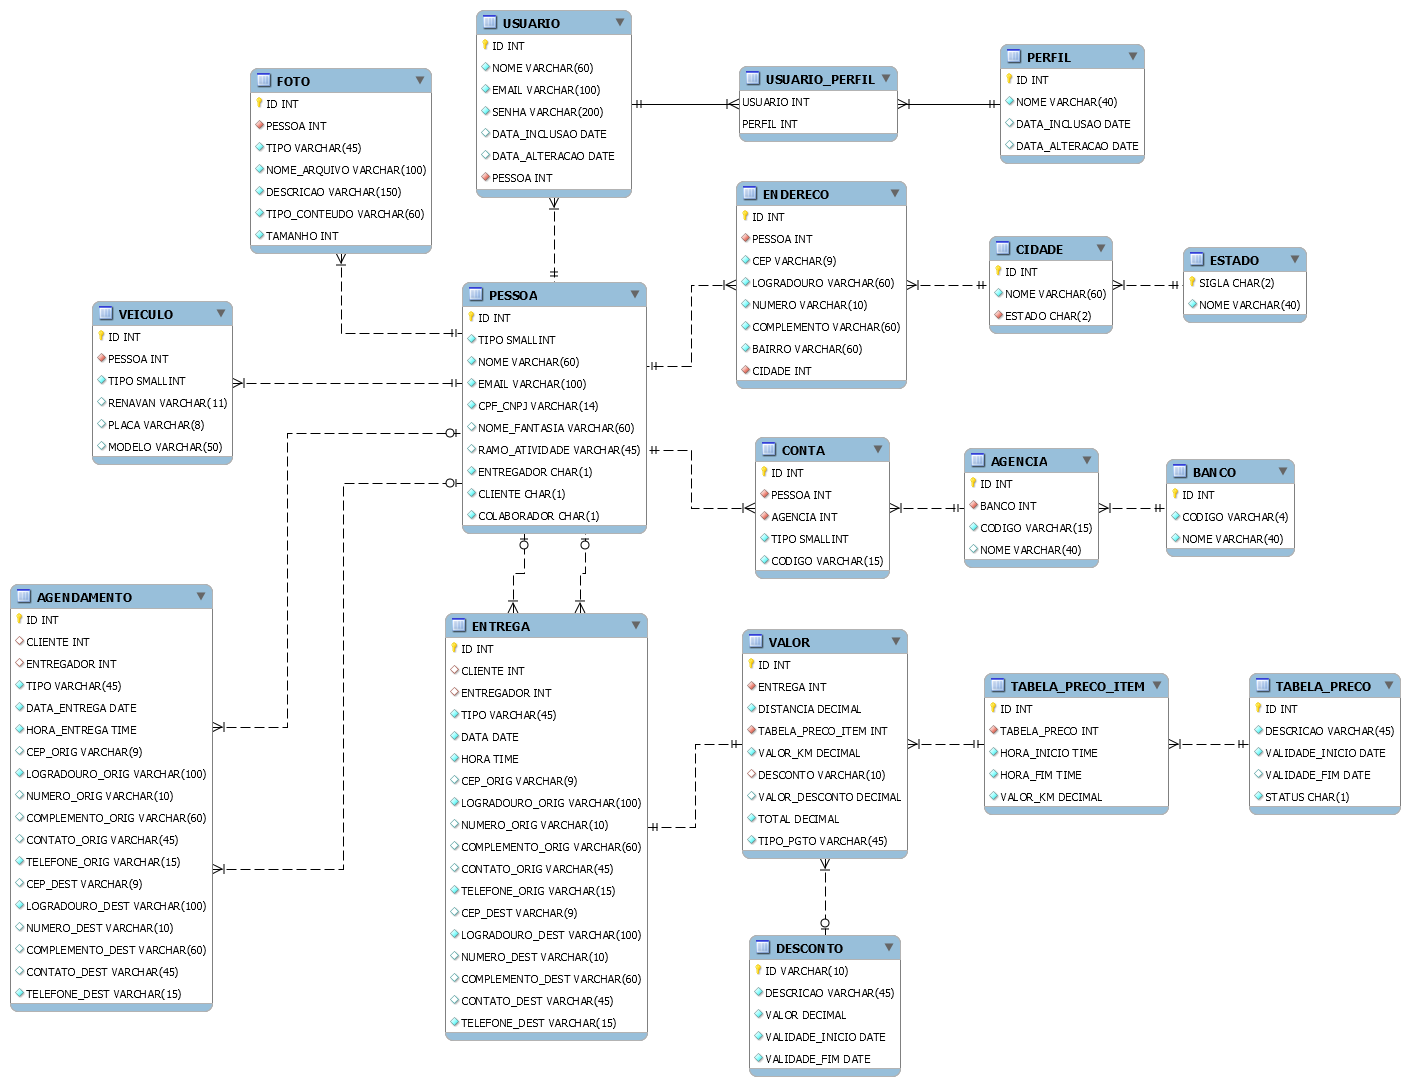 USUARIO
ID INT
NOME VARCHAR(60)
EMAIL VARCHAR(100)
SENHA VARCHAR(200)
DATA_INCLUSAO DATE
DATA_ALTERACAO DATE
PESSOA INT
USUARIO_PERFIL
USUARIO INT
PERFIL INT
PERFIL
ID INT
NOME VARCHAR(40)
DATA_INCLUSAO DATE
DATA_ALTERACAO DATE
FOTO
ID INT
PESSOA INT
TIPO VARCHAR(45)
NOME_ARQUIVO VARCHAR(100)
DESCRICAO VARCHAR(150)
TIPO_CONTEUDO VARCHAR(60)
TAMANHO INT
ENDERECO
ID INT
PESSOA INT
CEP VARCHAR(9)
LOGRADOURO VARCHAR(60)
NUMERO VARCHAR(10)
COMPLEMENTO VARCHAR(60)
BAIRRO VARCHAR(60)
CIDADE INT
CIDADE
ID INT
NOME VARCHAR(60)
ESTADO CHAR(2)
ESTADO
SIGLA CHAR(2)
NOME VARCHAR(40)
VEICULO
ID INT
PESSOA INT
TIPO SMALLINT
RENAVAN VARCHAR(11)
PLACA VARCHAR(8)
MODELO VARCHAR(50)
PESSOA
ID INT
TIPO SMALLINT
NOME VARCHAR(60)
EMAIL VARCHAR(100)
CPF_CNPJ VARCHAR(14)
NOME_FANTASIA VARCHAR(60)
RAMO_ATIVIDADE VARCHAR(45)
ENTREGADOR CHAR(1)
CLIENTE CHAR(1)
COLABORADOR CHAR(1)
CONTA
ID INT
PESSOA INT
AGENCIA INT
TIPO SMALLINT
CODIGO VARCHAR(15)
AGENCIA
ID INT
BANCO INT
CODIGO VARCHAR(15)
NOME VARCHAR(40)
BANCO
ID INT
CODIGO VARCHAR(4)
NOME VARCHAR(40)
AGENDAMENTO
ID INT
CLIENTE INT
ENTREGADOR INT
TIPO VARCHAR(45)
DATA_ENTREGA DATE
HORA_ENTREGA TIME
CEP_ORIG VARCHAR(9)
LOGRADOURO_ORIG VARCHAR(100)
NUMERO_ORIG VARCHAR(10)
COMPLEMENTO_ORIG VARCHAR(60)
CONTATO_ORIG VARCHAR(45)
TELEFONE_ORIG VARCHAR(15)
CEP_DEST VARCHAR(9)
LOGRADOURO_DEST VARCHAR(100)
NUMERO_DEST VARCHAR(10)
COMPLEMENTO_DEST VARCHAR(60)
CONTATO_DEST VARCHAR(45)
TELEFONE_DEST VARCHAR(15)
ENTREGA
ID INT
CLIENTE INT
ENTREGADOR INT
TIPO VARCHAR(45)
DATA DATE
HORA TIME
CEP_ORIG VARCHAR(9)
LOGRADOURO_ORIG VARCHAR(100)
NUMERO_ORIG VARCHAR(10)
COMPLEMENTO_ORIG VARCHAR(60)
CONTATO_ORIG VARCHAR(45)
TELEFONE_ORIG VARCHAR(15)
CEP_DEST VARCHAR(9)
LOGRADOURO_DEST VARCHAR(100)
NUMERO_DEST VARCHAR(10)
COMPLEMENTO_DEST VARCHAR(60)
CONTATO_DEST VARCHAR(45)
TELEFONE_DEST VARCHAR(15)
VALOR
ID INT
ENTREGA INT
DISTANCIA DECIMAL
TABELA_PRECO_ITEM INT
VALOR_KM DECIMAL
DESCONTO VARCHAR(10)
VALOR_DESCONTO DECIMAL
TOTAL DECIMAL
TIPO_PGTO VARCHAR(45)
TABELA_PRECO_ITEM
ID INT
TABELA_PRECO INT
HORA_INICIO TIME
HORA_FIM TIME
VALOR_KM DECIMAL
TABELA_PRECO
ID INT
DESCRICAO VARCHAR(45)
VALIDADE_INICIO DATE
VALIDADE_FIM DATE
STATUS CHAR(1)
DESCONTO
ID VARCHAR(10)
DESCRICAO VARCHAR(45)
VALOR DECIMAL
VALIDADE_INICIO DATE
VALIDADE_FIM DATE